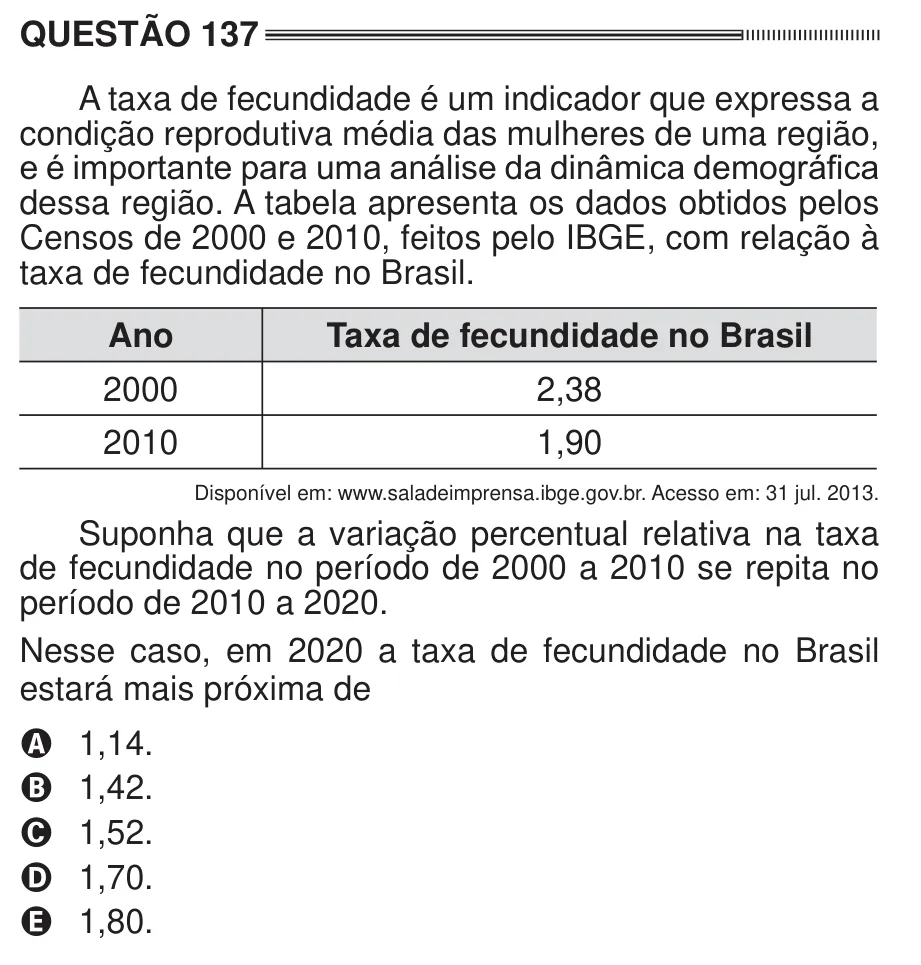 QUESTÃO 137
A taxa de fecundidade é um indicador que expressa a
condição reprodutiva média das mulheres de uma região,
e é importante para uma análise da dinâmica demográfica
dessa região. A tabela apresenta os dados obtidos pelos
Censos de 2000 e 2010, feitos pelo IBGE, com relação à
taxa de fecundidade no Brasil.
Ano Taxa de fecundidade no Brasil
2000 2,38
2010 1,90
Disponível em: www.saladeimprensa.ibge.gov.br. Acesso em: 31 jul. 2013.
Suponha que a variação percentual relativa na taxa
de fecundidade no período de 2000 a 2010 se repita no
período de 2010 a 2020.
Nesse caso, em 2020 a taxa de fecundidade no Brasil
estará mais próxima de
A 1,14.
B 1,42.
C 1,52.
D 1,70.
E 1,80.